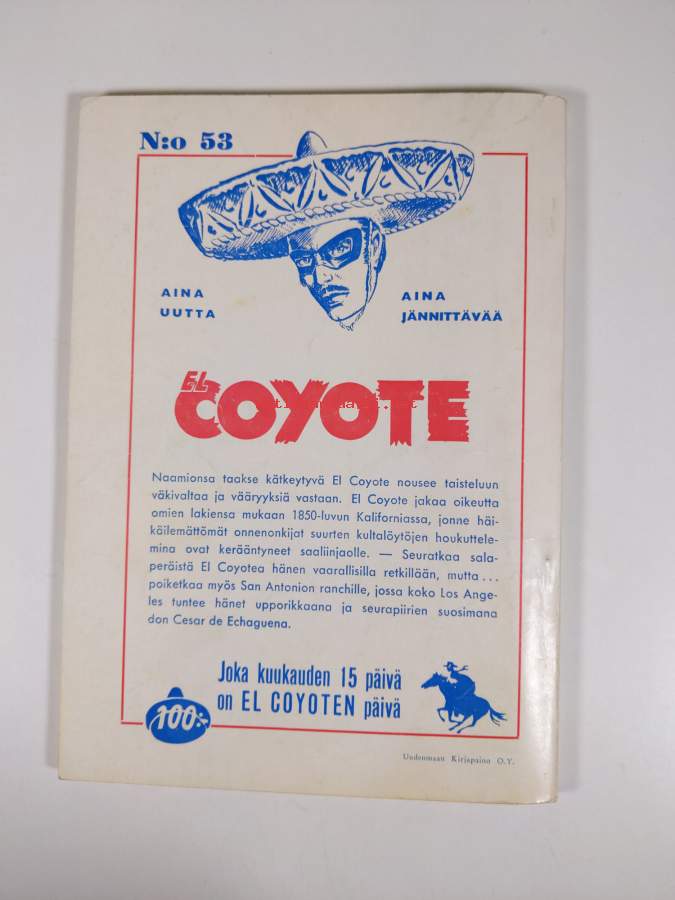 N:o 53
AINA
UUTTA
AINA
JÄNNITTÄVÄÄ
EL
COYOTE
Naamionsa taakse kätkeytyvä El Coyote nousee taisteluun
väkivaltaa ja vääryyksiä vastaan. El Coyote jakaa oikeutta
omien lakiensa mukaan 1850-luvun Kaliforniassa, jonne häi-
käilemättömät onnenonkijat suurten kultalöytöjen houkuttele-
mina ovat kerääntyneet saaliinjaolle. — Seuratkaa sala-
peräistä El Coyotea hänen vaarallisilla retkillään, mutta...
poiketkaa myös San Antonion ranchille, jossa koko Los Ange-
les tuntee hänet upporikkaana ja seurapiirien suosimana
don Cesar de Echaguena.
Joka kuukauden 15 päivä
on EL COYOTEN päivä
100:-
Uudenmaan Kirjapaino O.Y.